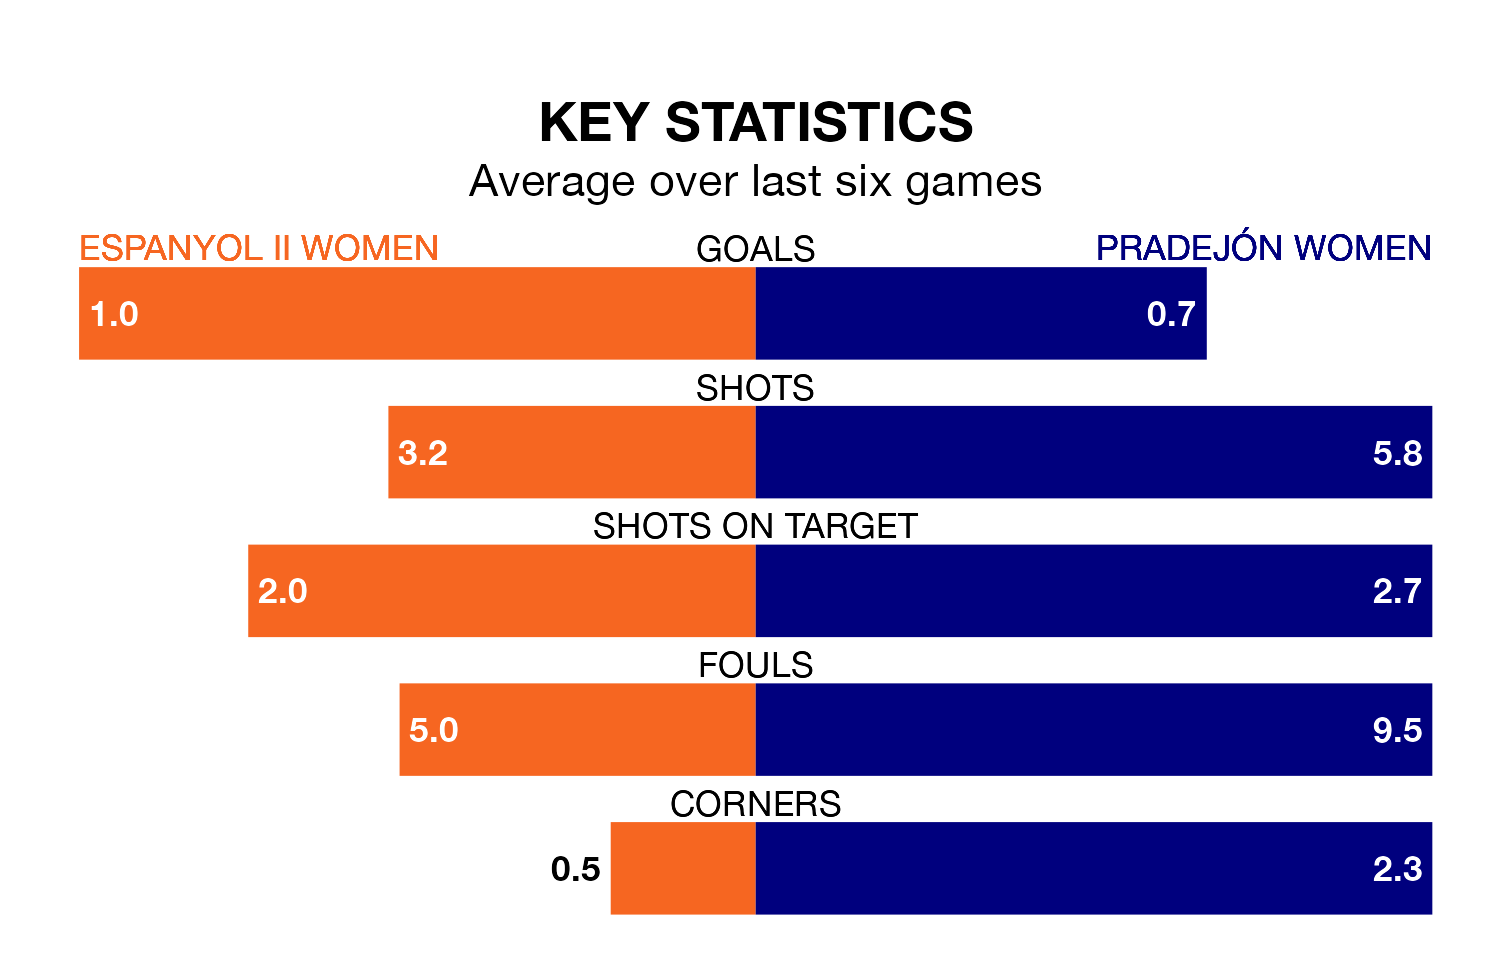 KEY STATISTICS
Average over last six games
ESPANYOL II WOMEN GOALS PRADEJÓN WOMEN
1.0 0.7
SHOTS
3.2 5.8
SHOTS ON TARGET
2.0 2.7
FOULS
5.0 9.5
CORNERS
0.5 2.3